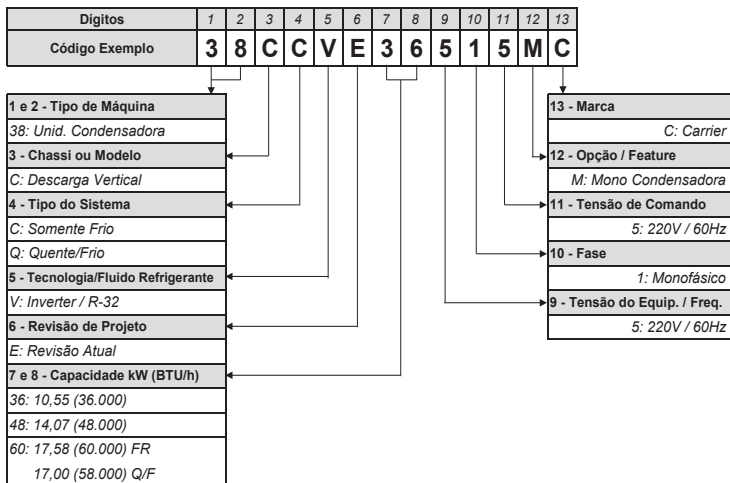 Dígitos 1 2 3 4 5 6 7 8 9 10 11 12 13
Código Exemplo 3 8 C C V E 3 6 5 1 5 M C
1 e 2 - Tipo de Máquina
38: Unid. Condensadora
3 - Chassi ou Modelo
C: Descarga Vertical
4 - Tipo do Sistema
C: Somente Frio
Q: Quente/Frio
5 - Tecnologia/Fluido Refrigerante
V: Inverter / R-32
6 - Revisão de Projeto
E: Revisão Atual
7 e 8 - Capacidade kW (BTU/h)
36: 10,55 (36.000)
48: 14,07 (48.000)
60: 17,58 (60.000) FR
17,00 (58.000) Q/F
13 - Marca
C: Carrier
12 - Opção / Feature
M: Mono Condensadora
11 - Tensão de Comando
5: 220V / 60Hz
10 - Fase
1: Monofásico
9 - Tensão do Equip. / Freq.
5: 220V / 60Hz